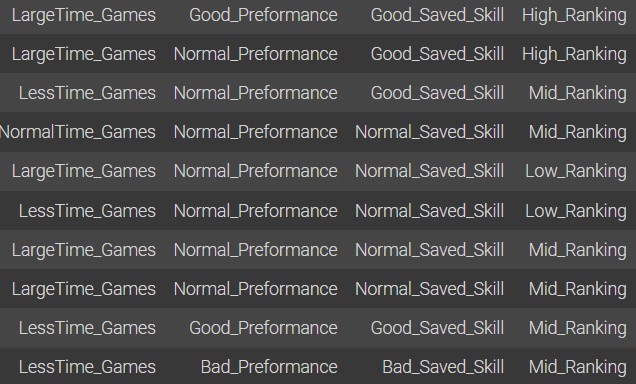 LargeTime_Games Good_Preformance Good_Saved_Skill High_Ranking
LargeTime_Games Normal_Preformance Good_Saved_Skill High_Ranking
LessTime_Games Normal_Preformance Good_Saved_Skill Mid_Ranking
NormalTime_Games Normal_Preformance Normal_Saved_Skill Mid_Ranking
LargeTime_Games Normal_Preformance Normal_Saved_Skill Low_Ranking
LessTime_Games Normal_Preformance Normal_Saved_Skill Low_Ranking
LargeTime_Games Normal_Preformance Normal_Saved_Skill Mid_Ranking
LargeTime_Games Normal_Preformance Normal_Saved_Skill Mid_Ranking
LessTime_Games Good_Preformance Good_Saved_Skill Mid_Ranking
LessTime_Games Bad_Preformance Bad_Saved_Skill Mid_Ranking